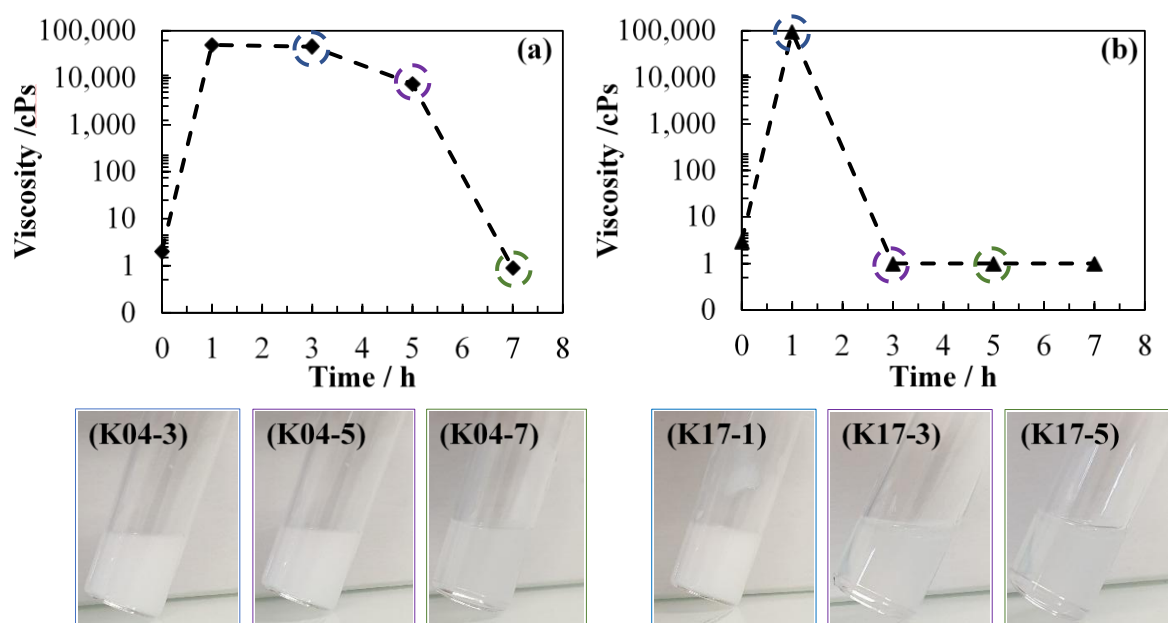 (a)
Viscosity /cPs
100,000
10,000
1,000
100
10
1
0
0 1 2 3 4 5 6 7 8
Time / h
(b)
Viscosity /cPs
100,000
10,000
1,000
100
10
1
0
0 1 2 3 4 5 6 7 8
Time / h
(K04-3) (K04-5) (K04-7) (K17-1) (K17-3) (K17-5)